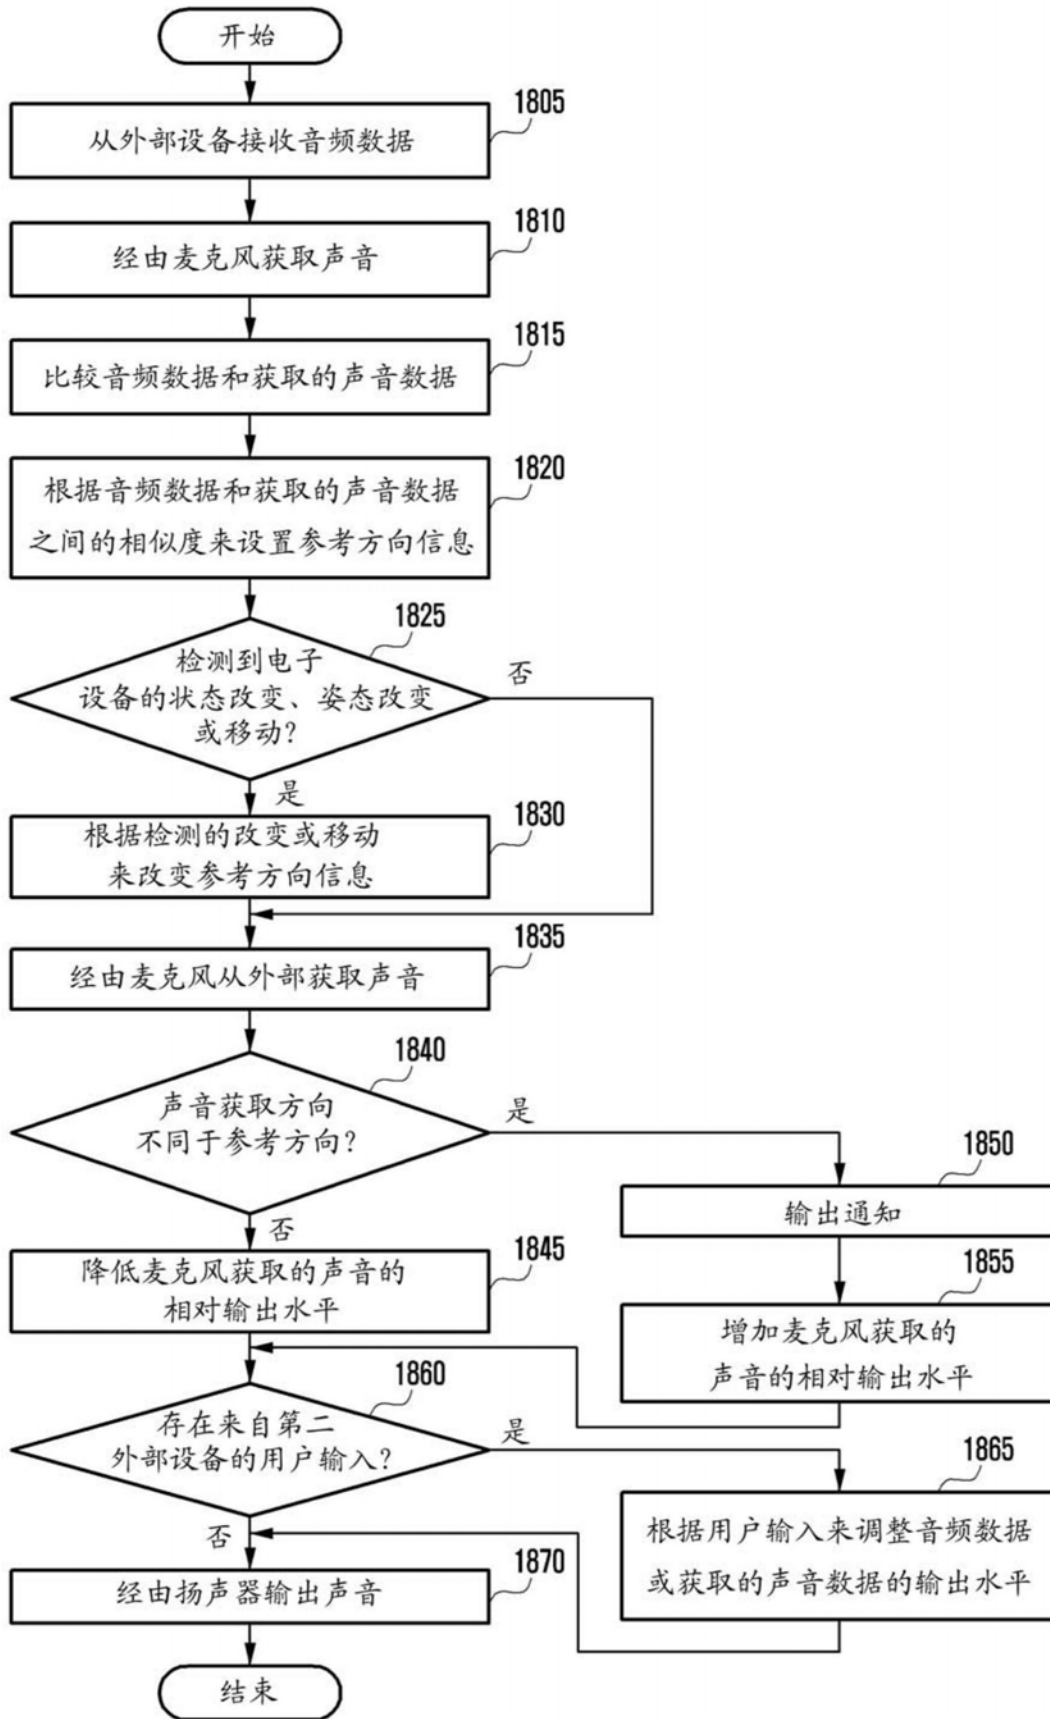 开始
1805
从外部设备接收音频数据
1810
经由麦克风获取声音
1815
比较音频数据和获取的声音数据
1820
根据音频数据和获取的声音数据
之间的相似度来设置参考方向信息
1825
检测到电子
设备的状态改变、姿态改变
或移动?
否
是
1830
根据检测的改变或移动
来改变参考方向信息
1835
经由麦克风从外部获取声音
1840
声音获取方向
不同于参考方向?
是
否
1850
输出通知
1845
降低麦克风获取的声音的
相对输出水平
1855
增加麦克风获取的
声音的相对输出水平
1860
存在来自第二
外部设备的用户输入?
是
否
1865
根据用户输入来调整音频数据
或获取的声音数据的输出水平
1870
经由扬声器输出声音
结束